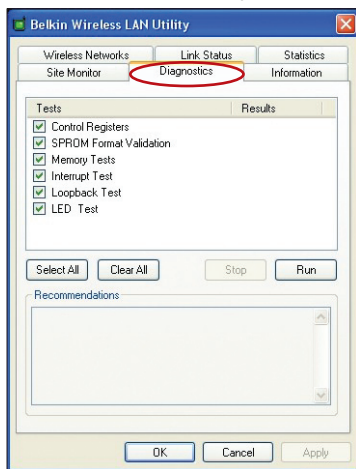 Belkin Wireless LAN Utility
Wireless Networks Link Status Statistics
Site Monitor Diagnostics Information
Tests Results
Control Registers
SPROM Format Validation
Memory Tests
Interrupt Test
Loopback Test
LED Test
Select All Clear All Stop Run
Recommendations
OK Cancel Apply